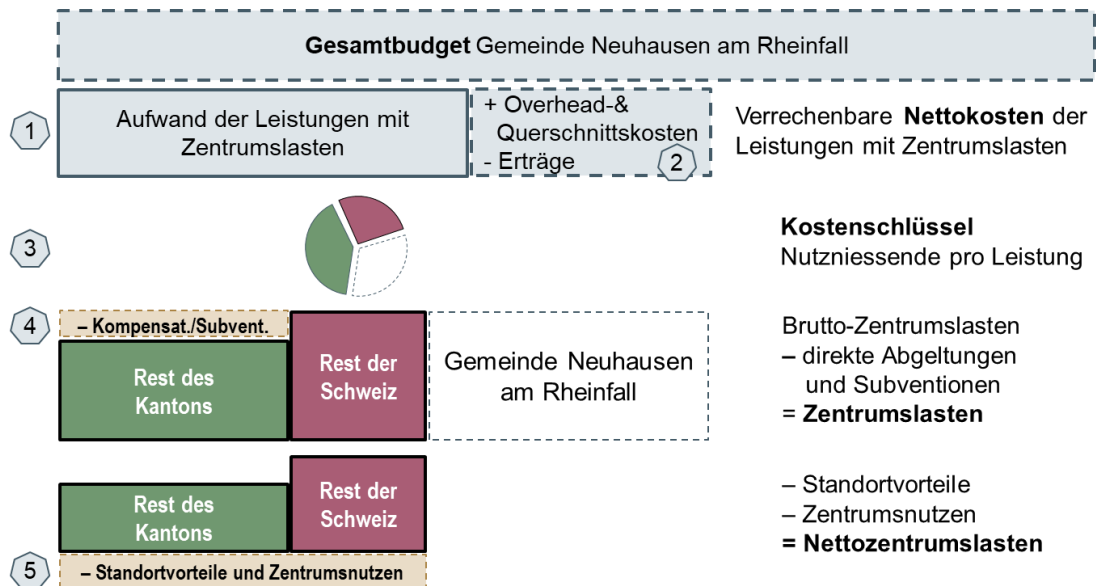 Gesamtbudget Gemeinde Neuhausen am Rheinfall
1
Aufwand der Leistungen mit
Zentrumslasten
+ Overhead-&
Querschnittskosten
- Erträge
2
Verrechenbare Nettokosten der
Leistungen mit Zentrumslasten
3
Kostenschlüssel
Nutzniessende pro Leistung
4
– Kompensat./Subvent.
Rest des
Kantons
Rest der
Schweiz
Gemeinde Neuhausen
am Rheinfall
Brutto-Zentrumslasten
– direkte Abgeltungen
und Subventionen
= Zentrumslasten
Rest des
Kantons
Rest der
Schweiz
– Standortvorteile
– Zentrumsnutzen
= Nettozentrumslasten
5
– Standortvorteile und Zentrumsnutzen